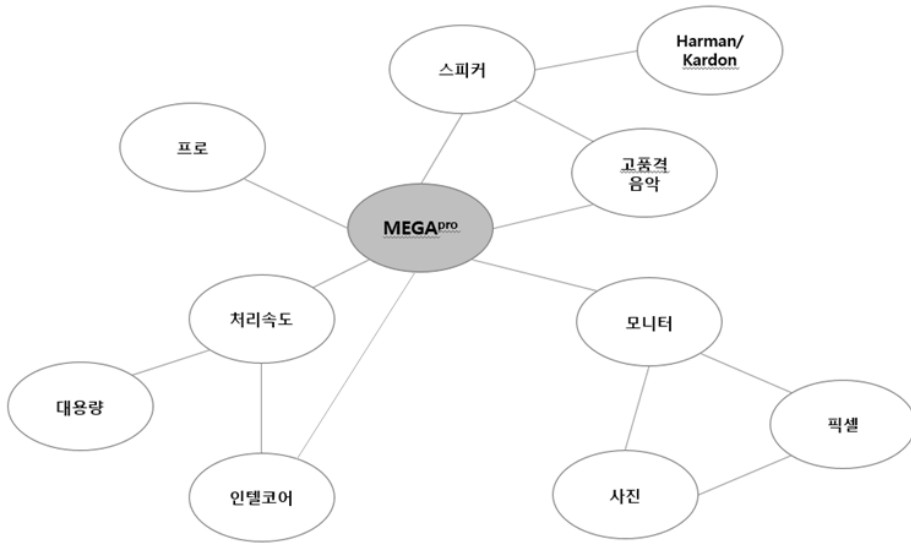 Harman/
Kardon
스피커
프로
고품격
음악
MEGAᵖʳᵒ
처리속도
모니터
대용량
픽셀
인텔코어
사진